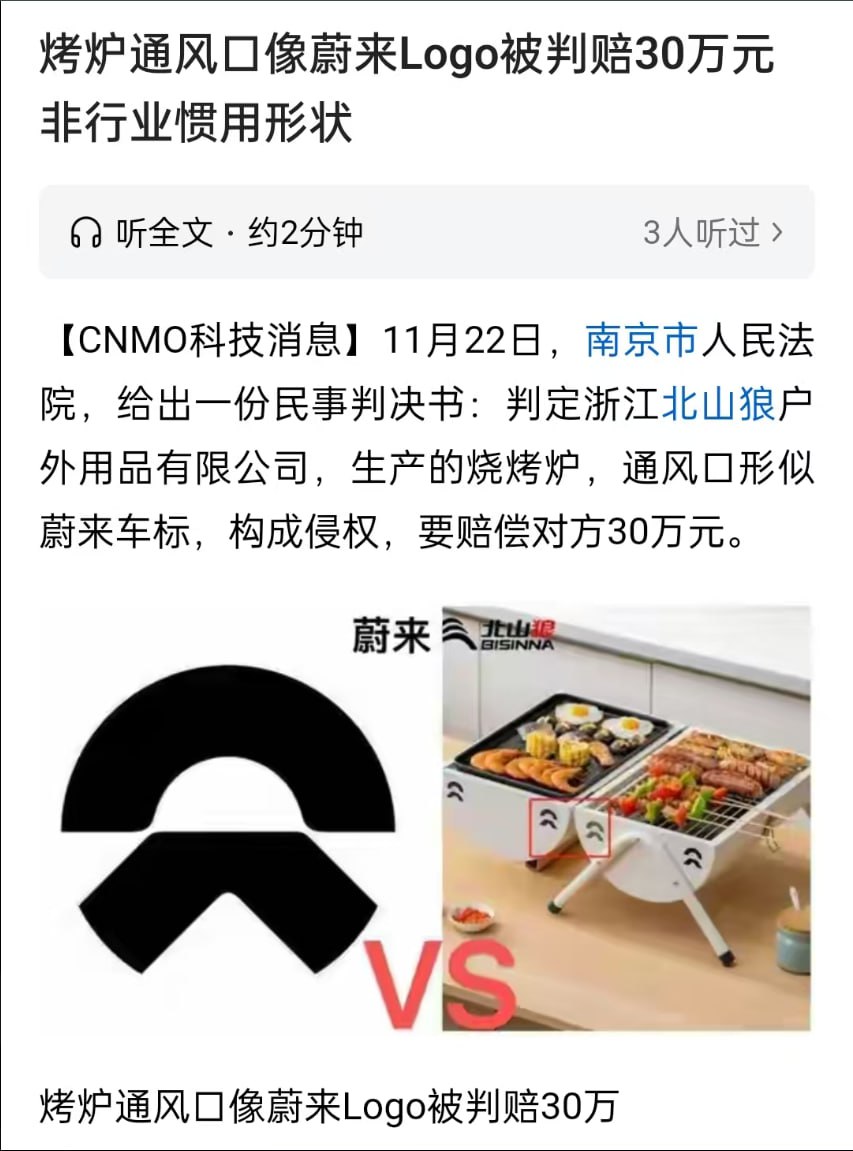 烤炉通风口像蔚来Logo被判赔30万元
非行业惯用形状
听全文 · 约2分钟
3人听过 >
【CNMO科技消息】11月22日，南京市人民法
院，给出一份民事判决书：判定浙江北山狼户
外用品有限公司，生产的烧烤炉，通风口形似
蔚来车标，构成侵权，要赔偿对方30万元。
蔚来
北山狼
BISINNA
VS
烤炉通风口像蔚来Logo被判赔30万